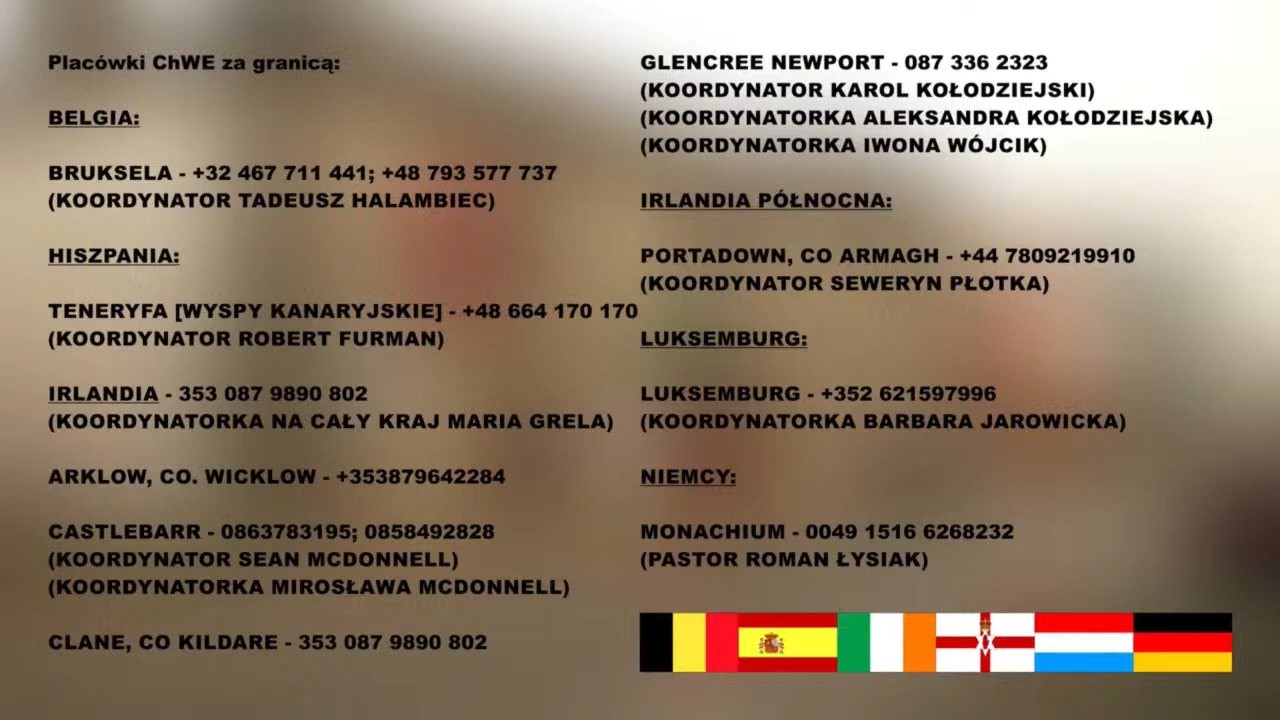 Placówki ChWE za granicą:
BELGIA:
BRUKSELA - +32 467 711 441; +48 793 577 737
(KOORDYNATOR TADEUSZ HALAMBIEC)
HISZPANIA:
TENERYFA [WYSPY KANARYJSKIE] - +48 664 170 170
(KOORDYNATOR ROBERT FURMAN)
IRLANDIA - 353 087 9890 802
(KOORDYNATORKA NA CAŁY KRAJ MARIA GRELA)
ARKLOW, CO. WICKLOW - +353879642284
CASTLEBARR - 0863783195; 0858492828
(KOORDYNATOR SEAN MCDONNELL)
(KOORDYNATORKA MIROSŁAWA MCDONNELL)
CLANE, CO KILDARE - 353 087 9890 802
GLENCREE NEWPORT - 087 336 2323
(KOORDYNATOR KAROL KOŁODZIEJSKI)
(KOORDYNATORKA ALEKSANDRA KOŁODZIEJSKA)
(KOORDYNATORKA IWONA WÓJCIK)
IRLANDIA PÓŁNOCNA:
PORTADOWN, CO ARMAGH - +44 7809219910
(KOORDYNATOR SEWERYN PŁOTKA)
LUKSEMBURG:
LUKSEMBURG - +352 621597996
(KOORDYNATORKA BARBARA JAROWICKA)
NIEMCY:
MONACHIUM - 0049 1516 6268232
(PASTOR ROMAN ŁYSIAK)